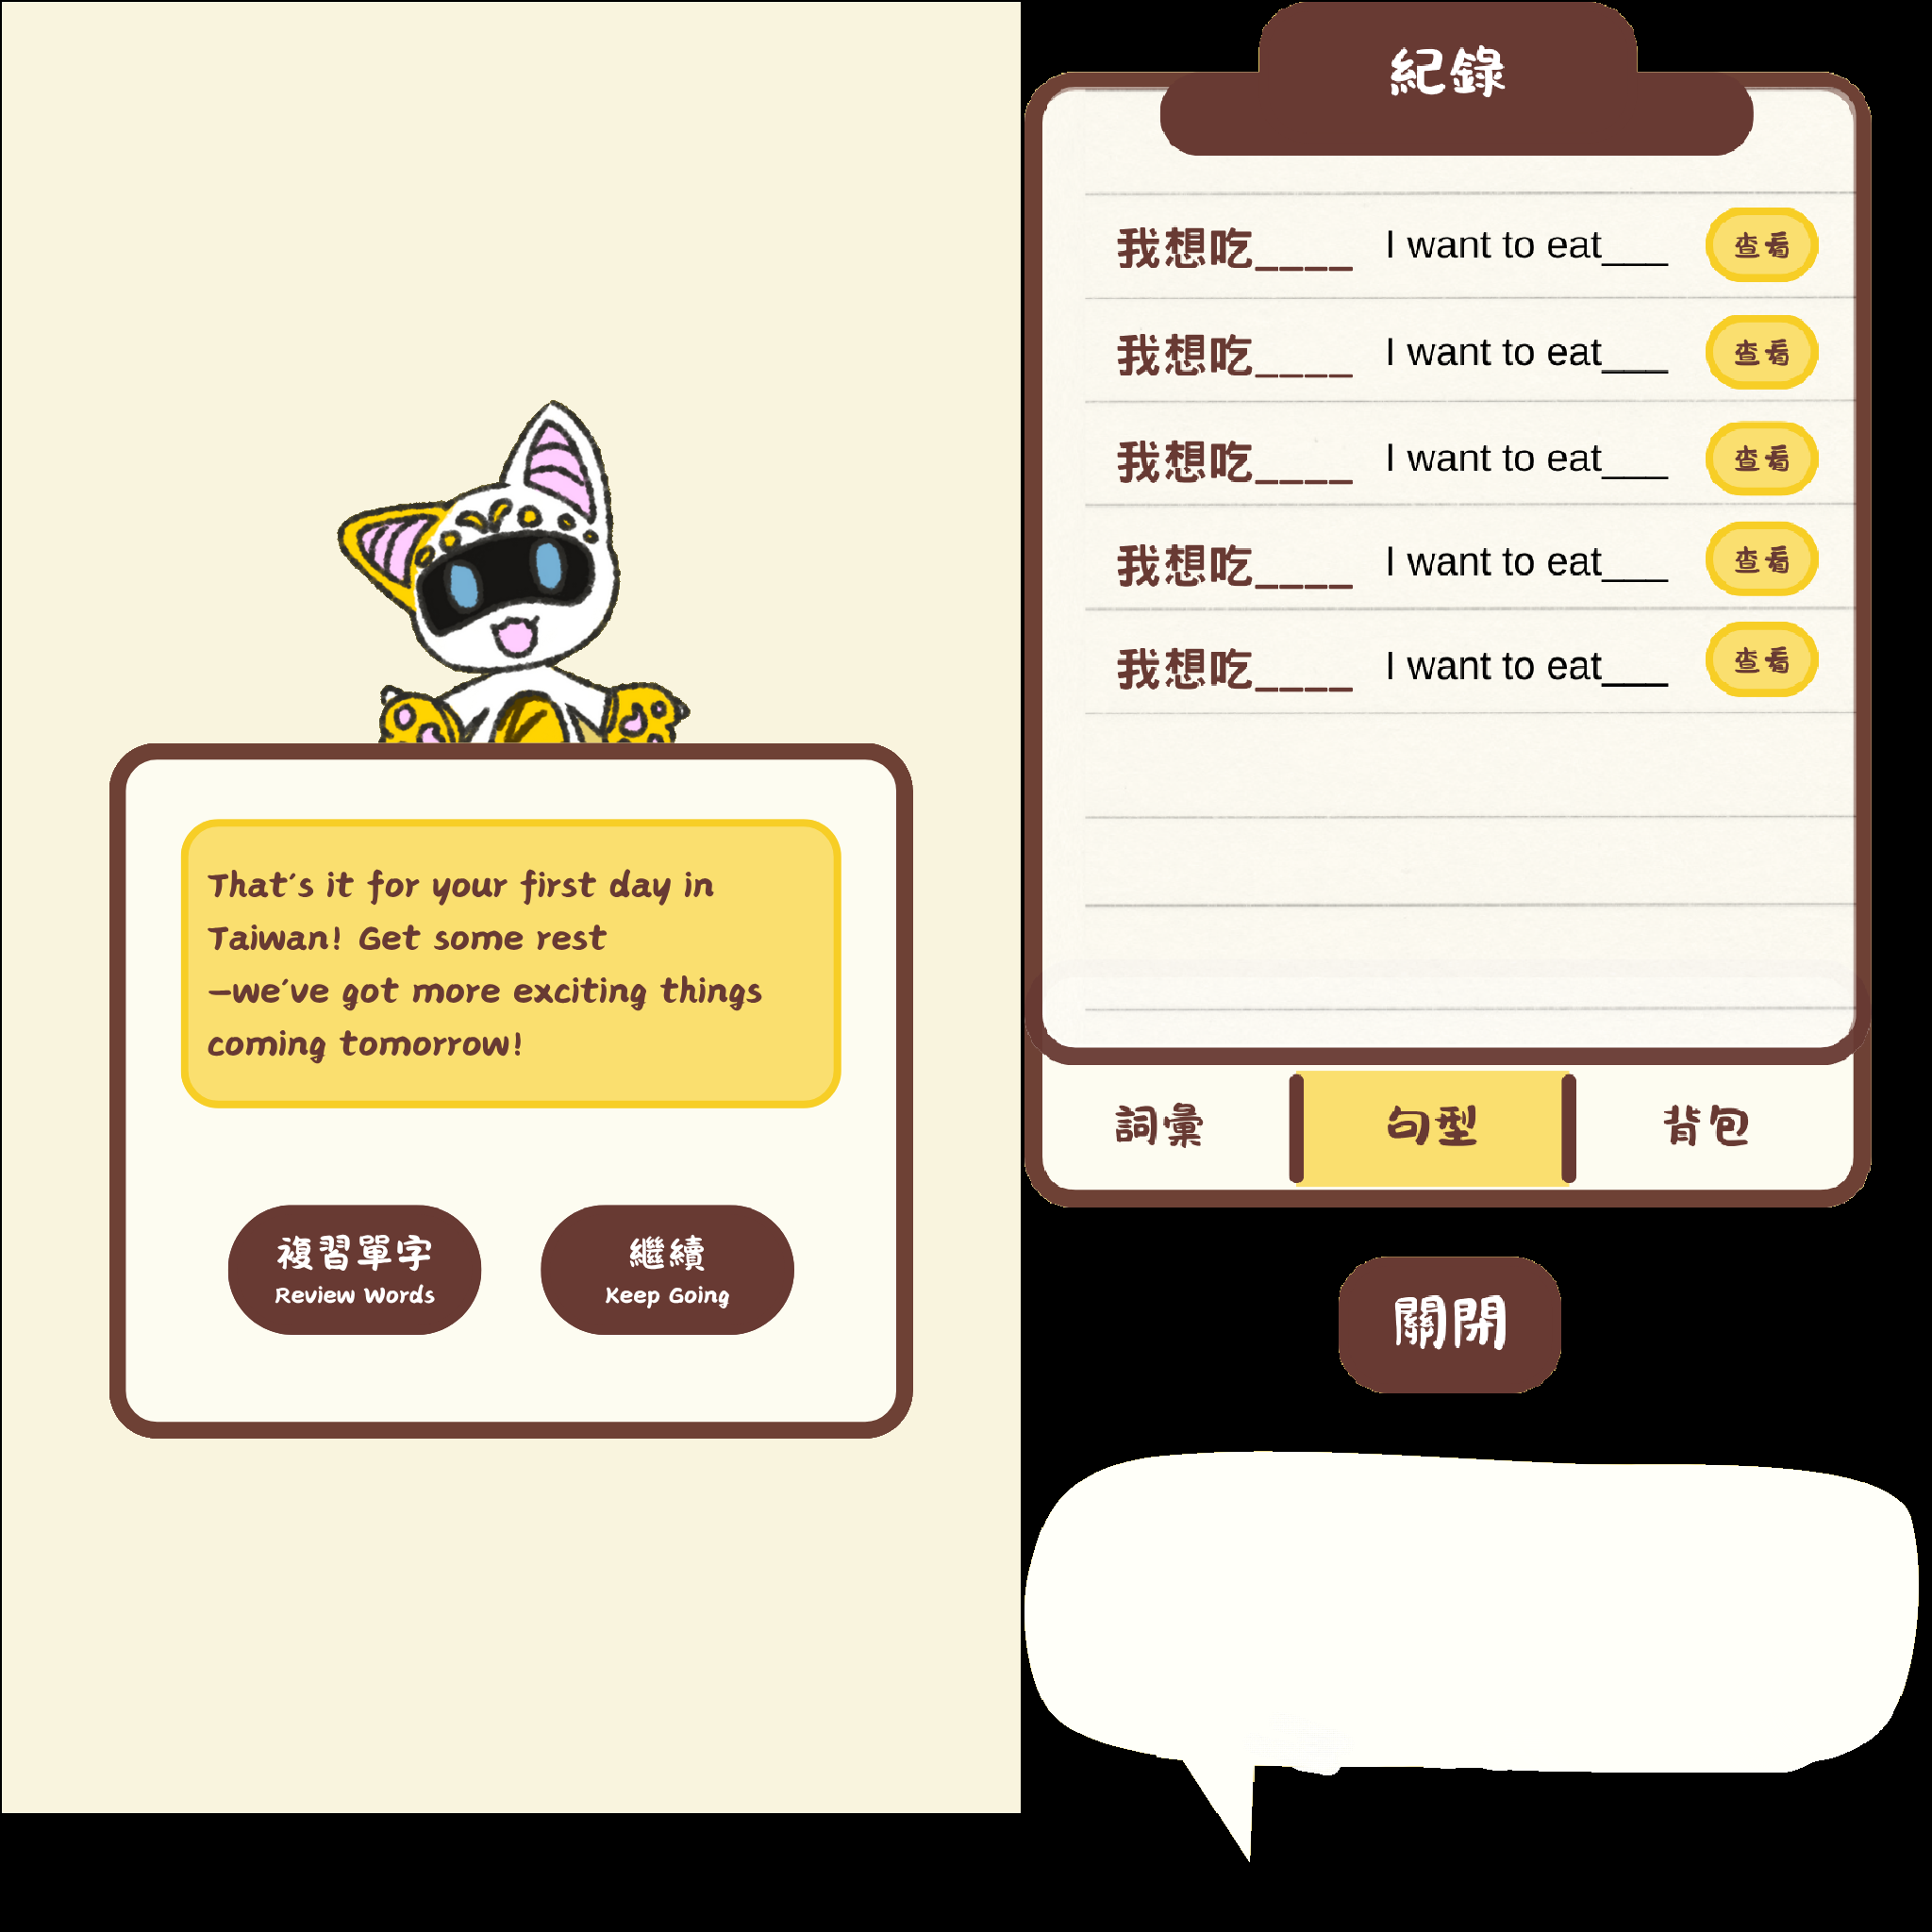 That's it for your first day in
Taiwan! Get some rest
—we've got more exciting things
coming tomorrow!
複習單字
Review Words
繼續
Keep Going
紀錄
我想吃____ I want to eat___ 查看
我想吃____ I want to eat___ 查看
我想吃____ I want to eat___ 查看
我想吃____ I want to eat___ 查看
我想吃____ I want to eat___ 查看
詞彙 句型 背包
關閉